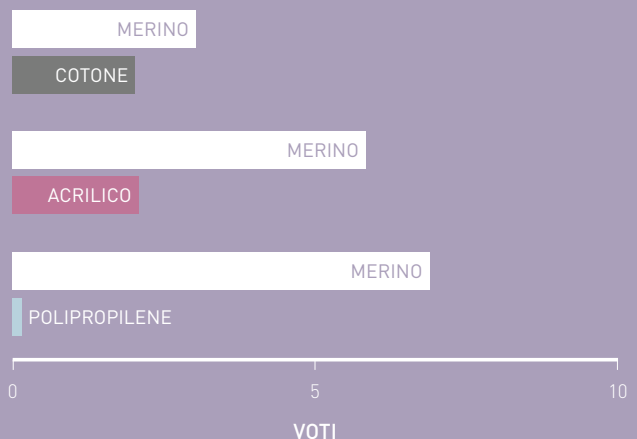 MERINO
COTONE
MERINO
ACRILICO
MERINO
POLIPROPILENE
0 5 10
VOTI